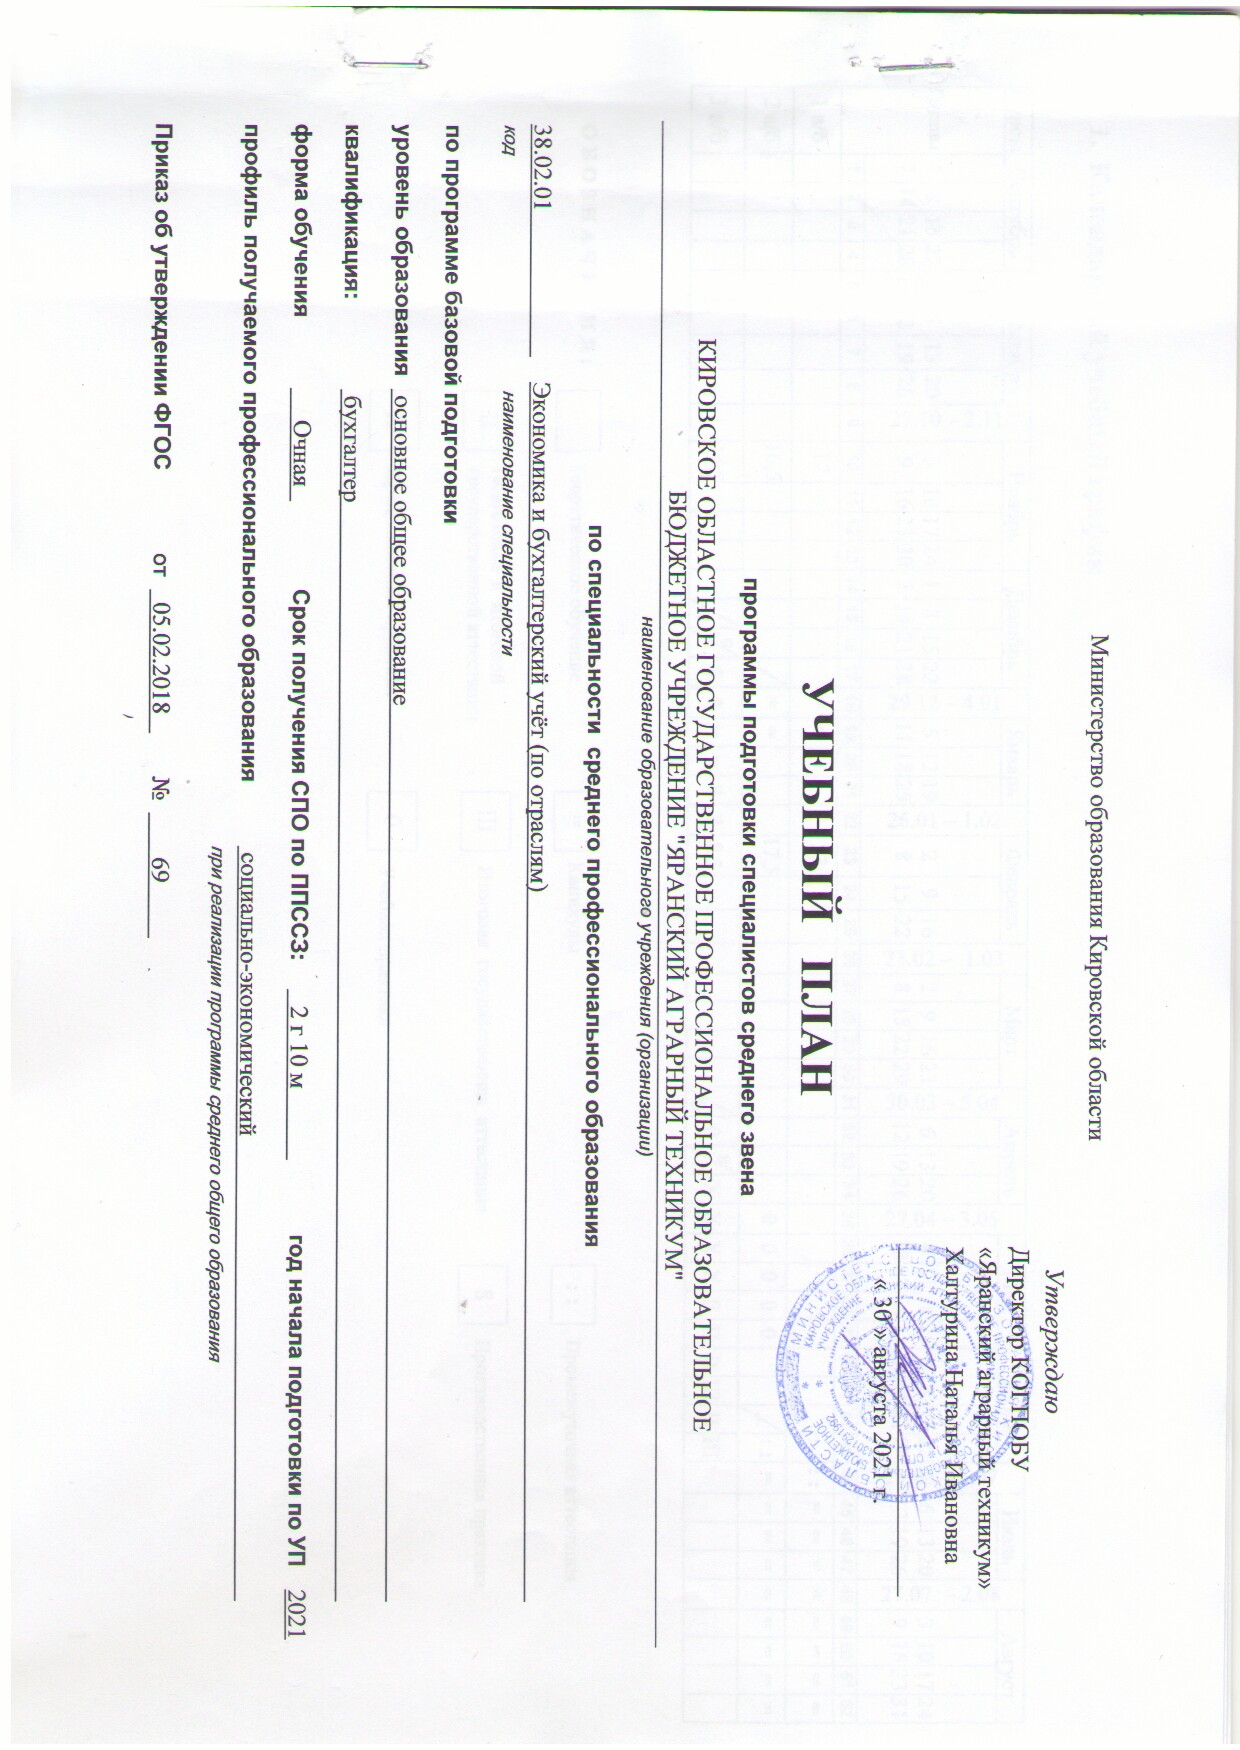 Министерство образования Кировской области
Утверждаю
Директор КОГПОБУ
«Яранский аграрный техникум»
Халтурина Наталья Ивановна
« 30 » августа 2021 г.
УЧЕБНЫЙ ПЛАН
программы подготовки специалистов среднего звена
КИРОВСКОЕ ОБЛАСТНОЕ ГОСУДАРСТВЕННОЕ ПРОФЕССИОНАЛЬНОЕ ОБРАЗОВАТЕЛЬНОЕ
БЮДЖЕТНОЕ УЧРЕЖДЕНИЕ "ЯРАНСКИЙ АГРАРНЫЙ ТЕХНИКУМ"
наименование образовательного учреждения (организации)
по специальности среднего профессионального образования
38.02.01 Экономика и бухгалтерский учёт (по отраслям)
код наименование специальности
по программе базовой подготовки
уровень образования основное общее образование
квалификация: бухгалтер
форма обучения Очная Срок получения СПО по ППССЗ: 2 г 10 м год начала подготовки по УП 2021
профиль получаемого профессионального образования социально-экономический
при реализации программы среднего общего образования
Приказ об утверждении ФГОС от 05.02.2018 № 69